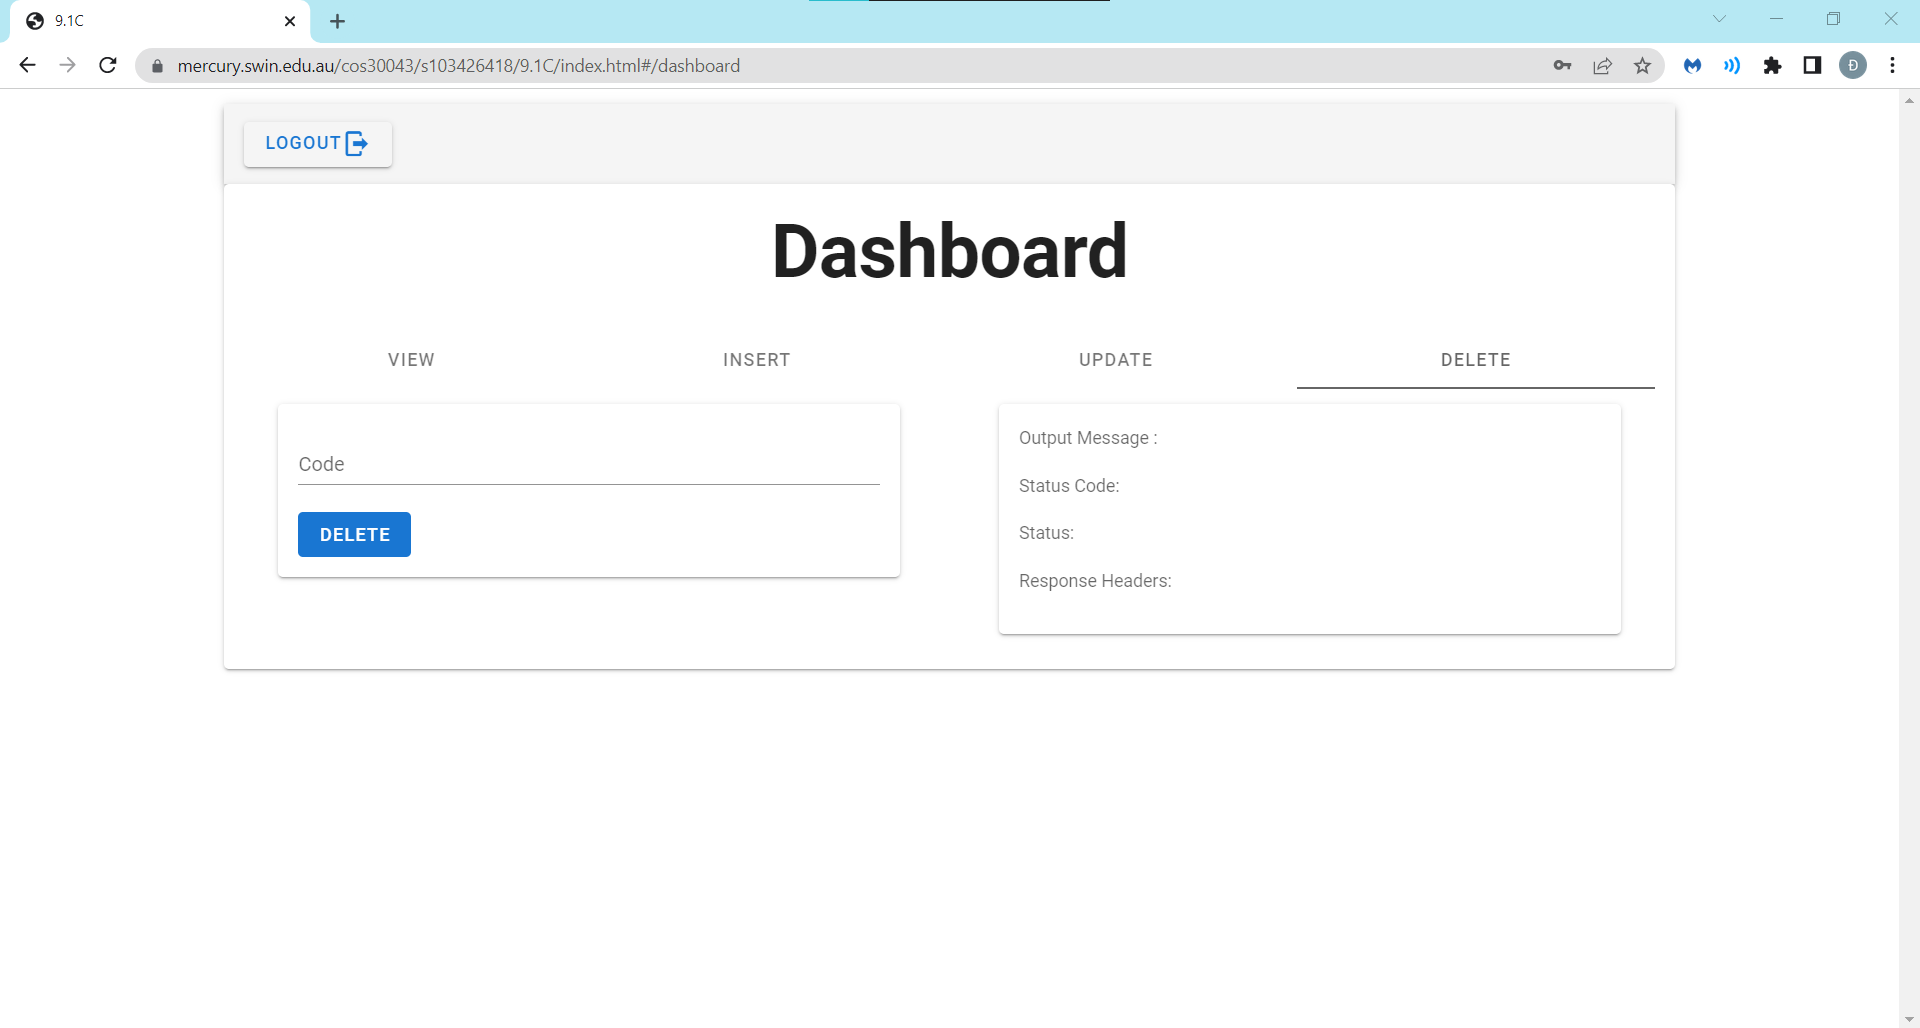 9.1C
mercury.swin.edu.au/cos30043/s103426418/9.1C/index.html#/dashboard
Đ
LOGOUT
Dashboard
VIEW INSERT UPDATE DELETE
Code
DELETE
Output Message :
Status Code:
Status:
Response Headers: